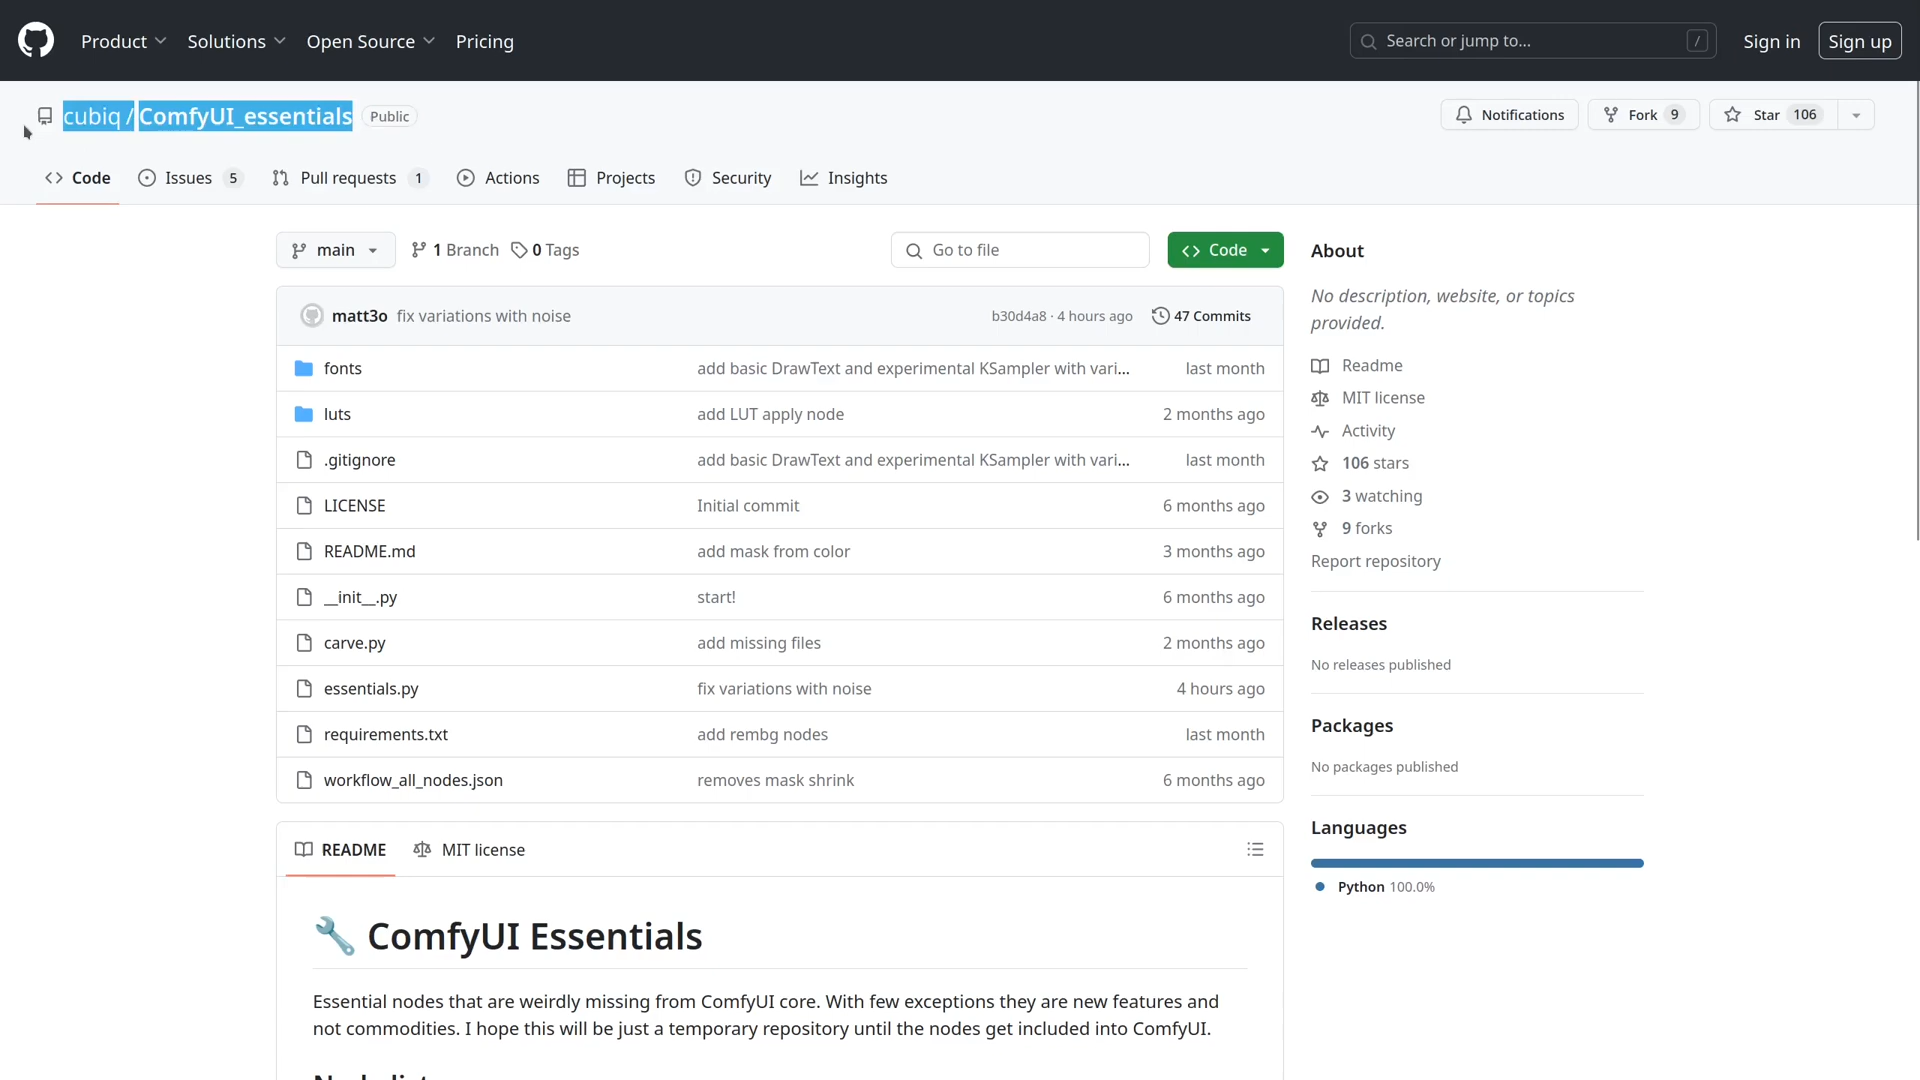 Product Solutions Open Source Pricing Search or jump to... / Sign in Sign up
cubiq / ComfyUI_essentials Public Notifications Fork 9 Star 106
Code Issues 5 Pull requests 1 Actions Projects Security Insights
main 1 Branch 0 Tags Go to file Code
matt3o fix variations with noise b30d4a8 · 4 hours ago 47 Commits
fonts add basic DrawText and experimental KSampler with vari... last month
luts add LUT apply node 2 months ago
.gitignore add basic DrawText and experimental KSampler with vari... last month
LICENSE Initial commit 6 months ago
README.md add mask from color 3 months ago
__init__.py start! 6 months ago
carve.py add missing files 2 months ago
essentials.py fix variations with noise 4 hours ago
requirements.txt add rembg nodes last month
workflow_all_nodes.json removes mask shrink 6 months ago
README MIT license
🔧 ComfyUI Essentials
Essential nodes that are weirdly missing from ComfyUI core. With few exceptions they are new features and
not commodities. I hope this will be just a temporary repository until the nodes get included into ComfyUI.
About
No description, website, or topics
provided.
Readme
MIT license
Activity
106 stars
3 watching
9 forks
Report repository
Releases
No releases published
Packages
No packages published
Languages
Python 100.0%